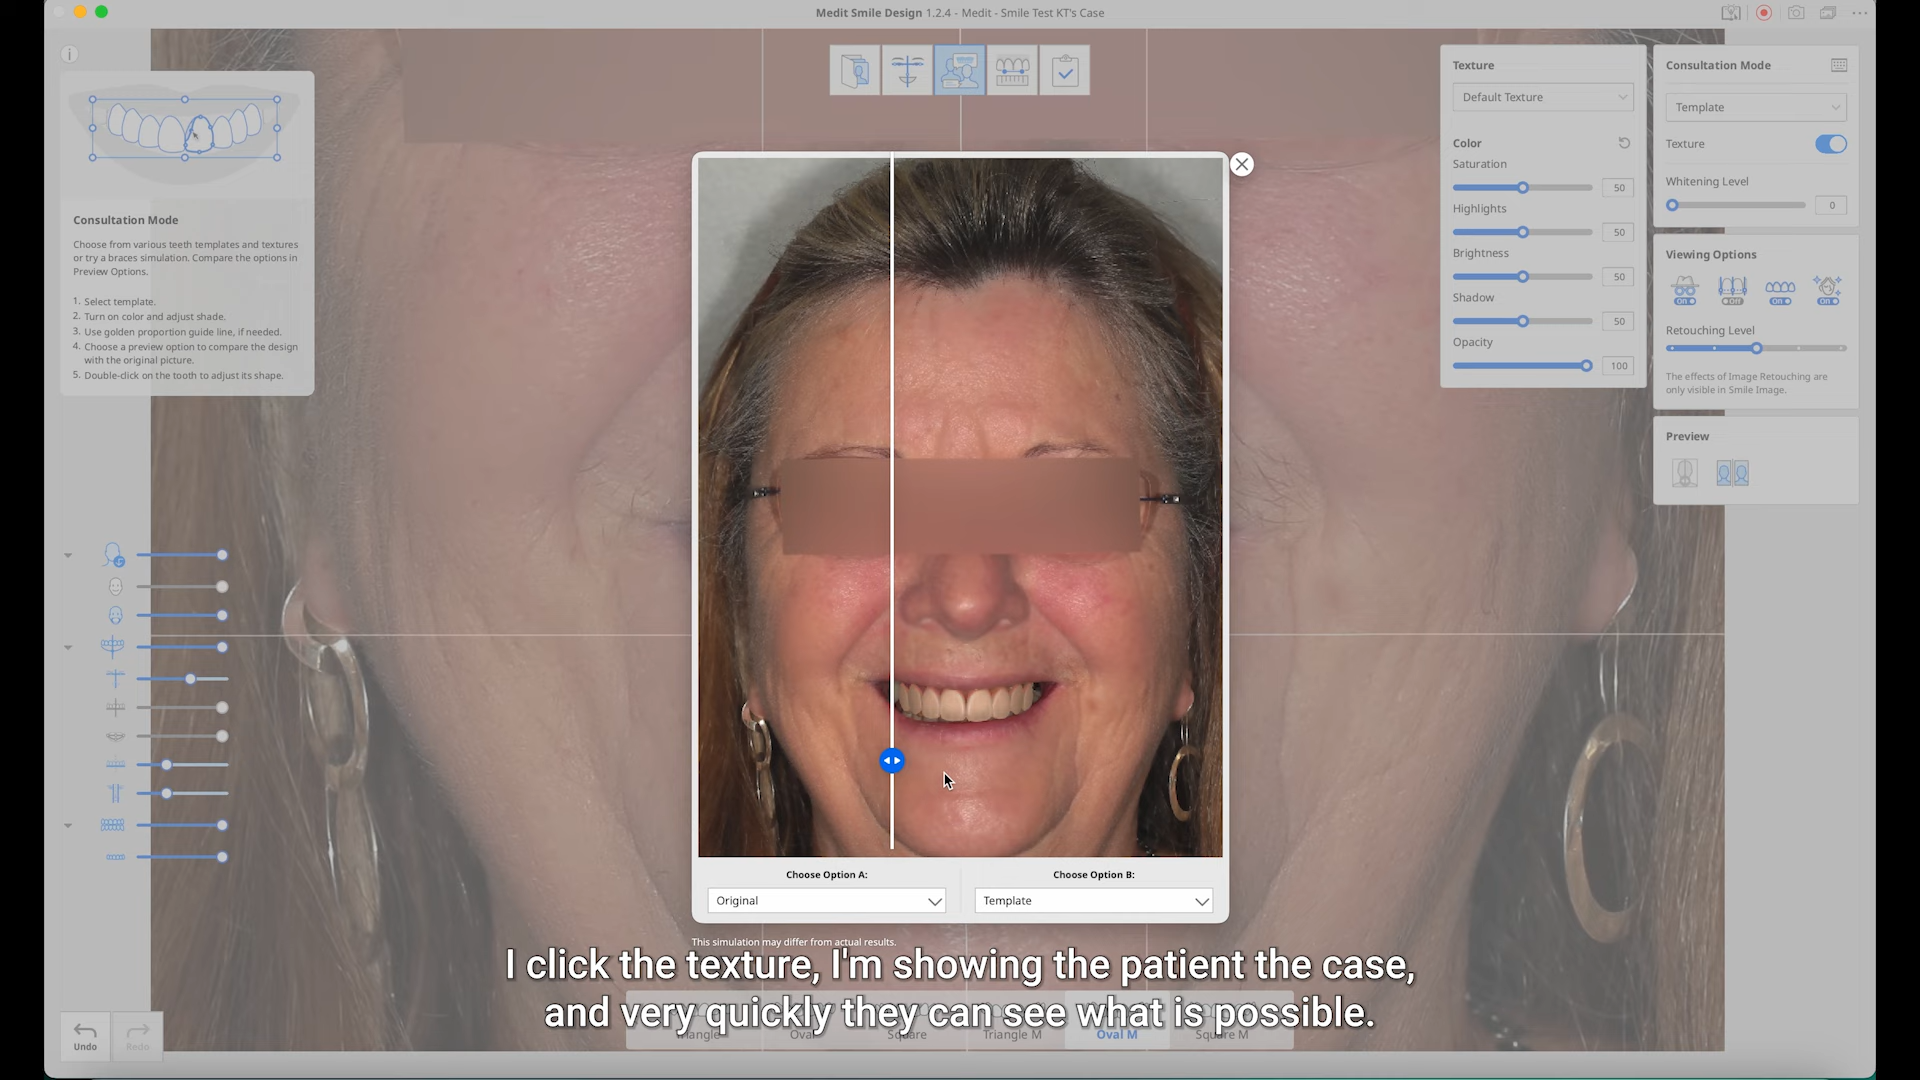 Medit Smile Design 1.2.4 - Medit - Smile Test KT's Case
Consultation Mode
Choose from various teeth templates and textures
or try a braces simulation. Compare the options in
Preview Options.
1. Select template.
2. Turn on color and adjust shade.
3. Use golden proportion guide line, if needed.
4. Choose a preview option to compare the design
with the original picture.
5. Double-click on the tooth to adjust its shape.
Texture
Default Texture
Color
Saturation
50
Highlights
50
Brightness
50
Shadow
50
Opacity
100
Consultation Mode
Template
Texture
Whitening Level
0
Viewing Options
On
Off
On
On
Retouching Level
The effects of Image Retouching are
only visible in Smile Image.
Preview
Choose Option A:
Original
Choose Option B:
Template
This simulation may differ from actual results.
I click the texture, I'm showing the patient the case,
and very quickly they can see what is possible.
Triangle
Oval
Square
Triangle M
Oval M
Square M
Undo
Redo